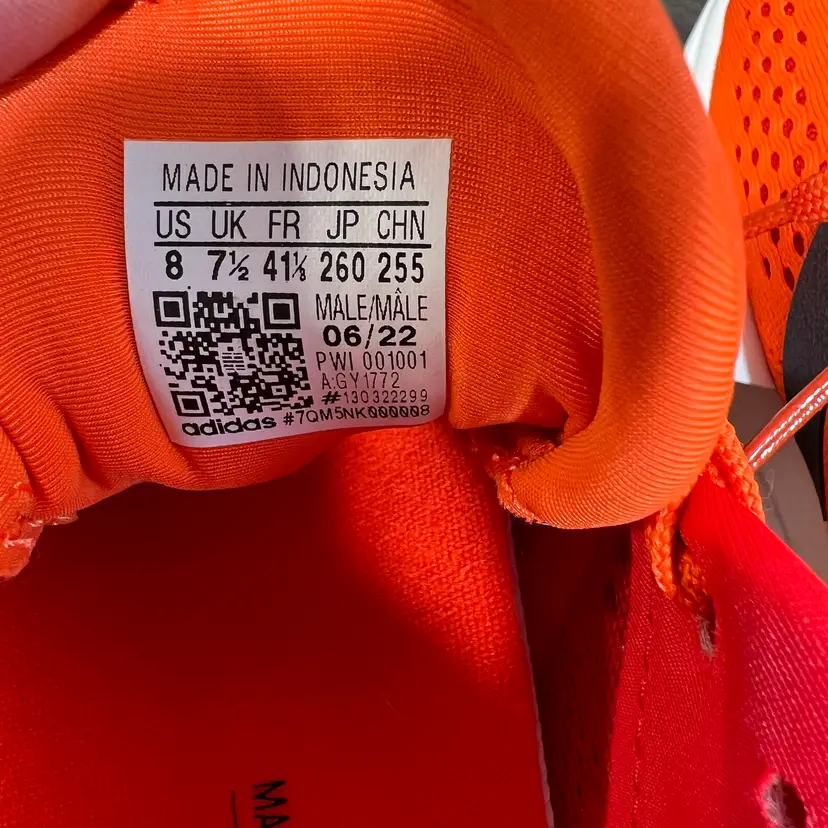 MADE IN INDONESIA
US UK FR JP CHN
8 7½ 41⅓ 260 255
MALE/MÂLE
06/22
PWI 001001
A:GY1772
#130322299
adidas #7QM5NK000008
MA